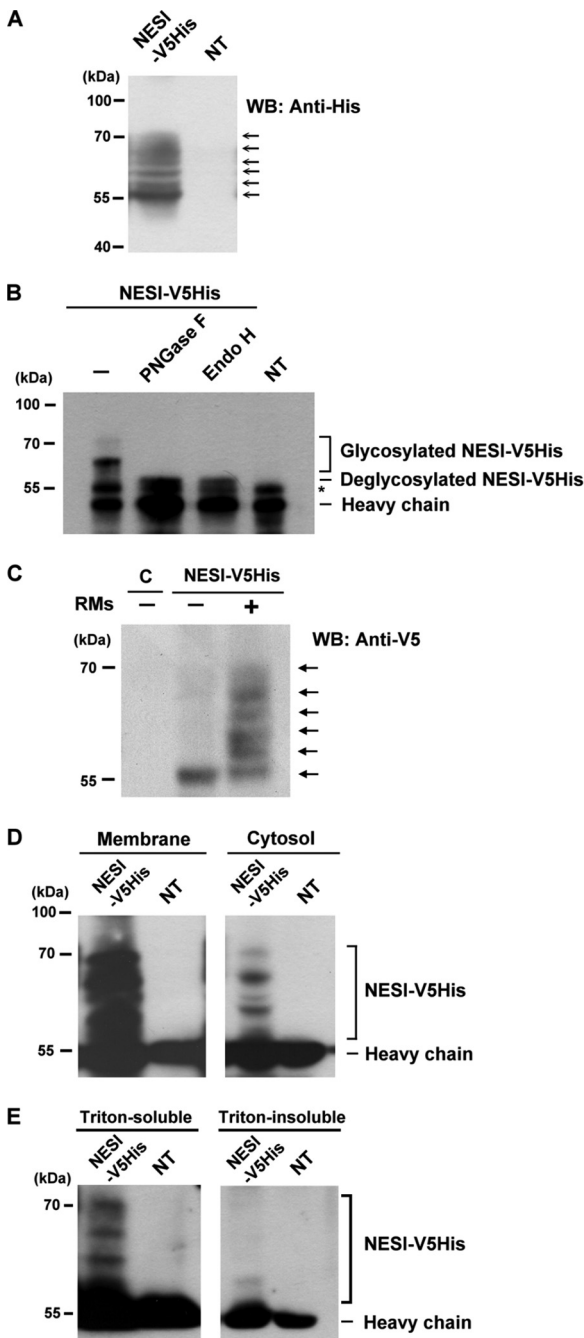 A
NESI
-V5His
NT
(kDa)
100
70
55
40
WB: Anti-His
B
NESI-V5His
–
PNGase F
Endo H
NT
(kDa)
100
70
55
Glycosylated NESI-V5His
Deglycosylated NESI-V5His
*
Heavy chain
C
C
NESI-V5His
RMs
– – +
(kDa)
70
55
WB: Anti-V5
D
Membrane
Cytosol
NESI
-V5His
NT
NESI
-V5His
NT
(kDa)
100
70
55
NESI-V5His
Heavy chain
E
Triton-soluble
Triton-insoluble
NESI
-V5His
NT
NESI
-V5His
NT
(kDa)
70
55
NESI-V5His
Heavy chain